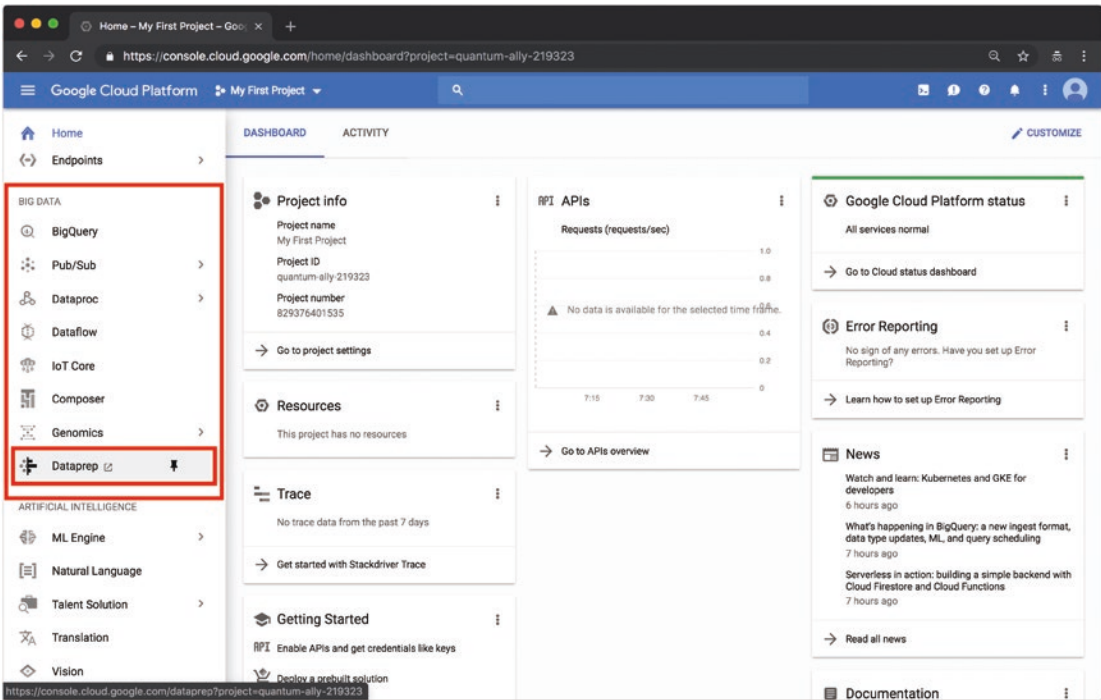 Home – My First Project – Goo
https://console.cloud.google.com/home/dashboard?project=quantum-ally-219323
Google Cloud Platform
My First Project
Home
Endpoints
BIG DATA
BigQuery
Pub/Sub
Dataproc
Dataflow
IoT Core
Composer
Genomics
Dataprep
ARTIFICIAL INTELLIGENCE
ML Engine
Natural Language
Talent Solution
Translation
Vision
https://console.cloud.google.com/dataprep?project=quantum-ally-219323
DASHBOARD
ACTIVITY
CUSTOMIZE
Project info
Project name
My First Project
Project ID
quantum-ally-219323
Project number
829376401535
Go to project settings
Resources
This project has no resources
Trace
No trace data from the past 7 days
Get started with Stackdriver Trace
Getting Started
API Enable APIs and get credentials like keys
Deploy a prebuilt solution
API APIs
Requests (requests/sec)
1.0
0.8
No data is available for the selected time frame.
0.6
0.4
0.2
0
7:15 7:30 7:45
Go to APIs overview
Google Cloud Platform status
All services normal
Go to Cloud status dashboard
Error Reporting
No sign of any errors. Have you set up Error
Reporting?
Learn how to set up Error Reporting
News
Watch and learn: Kubernetes and GKE for
developers
6 hours ago
What's happening in BigQuery: a new ingest format,
data type updates, ML, and query scheduling
7 hours ago
Serverless in action: building a simple backend with
Cloud Firestore and Cloud Functions
7 hours ago
Read all news
Documentation